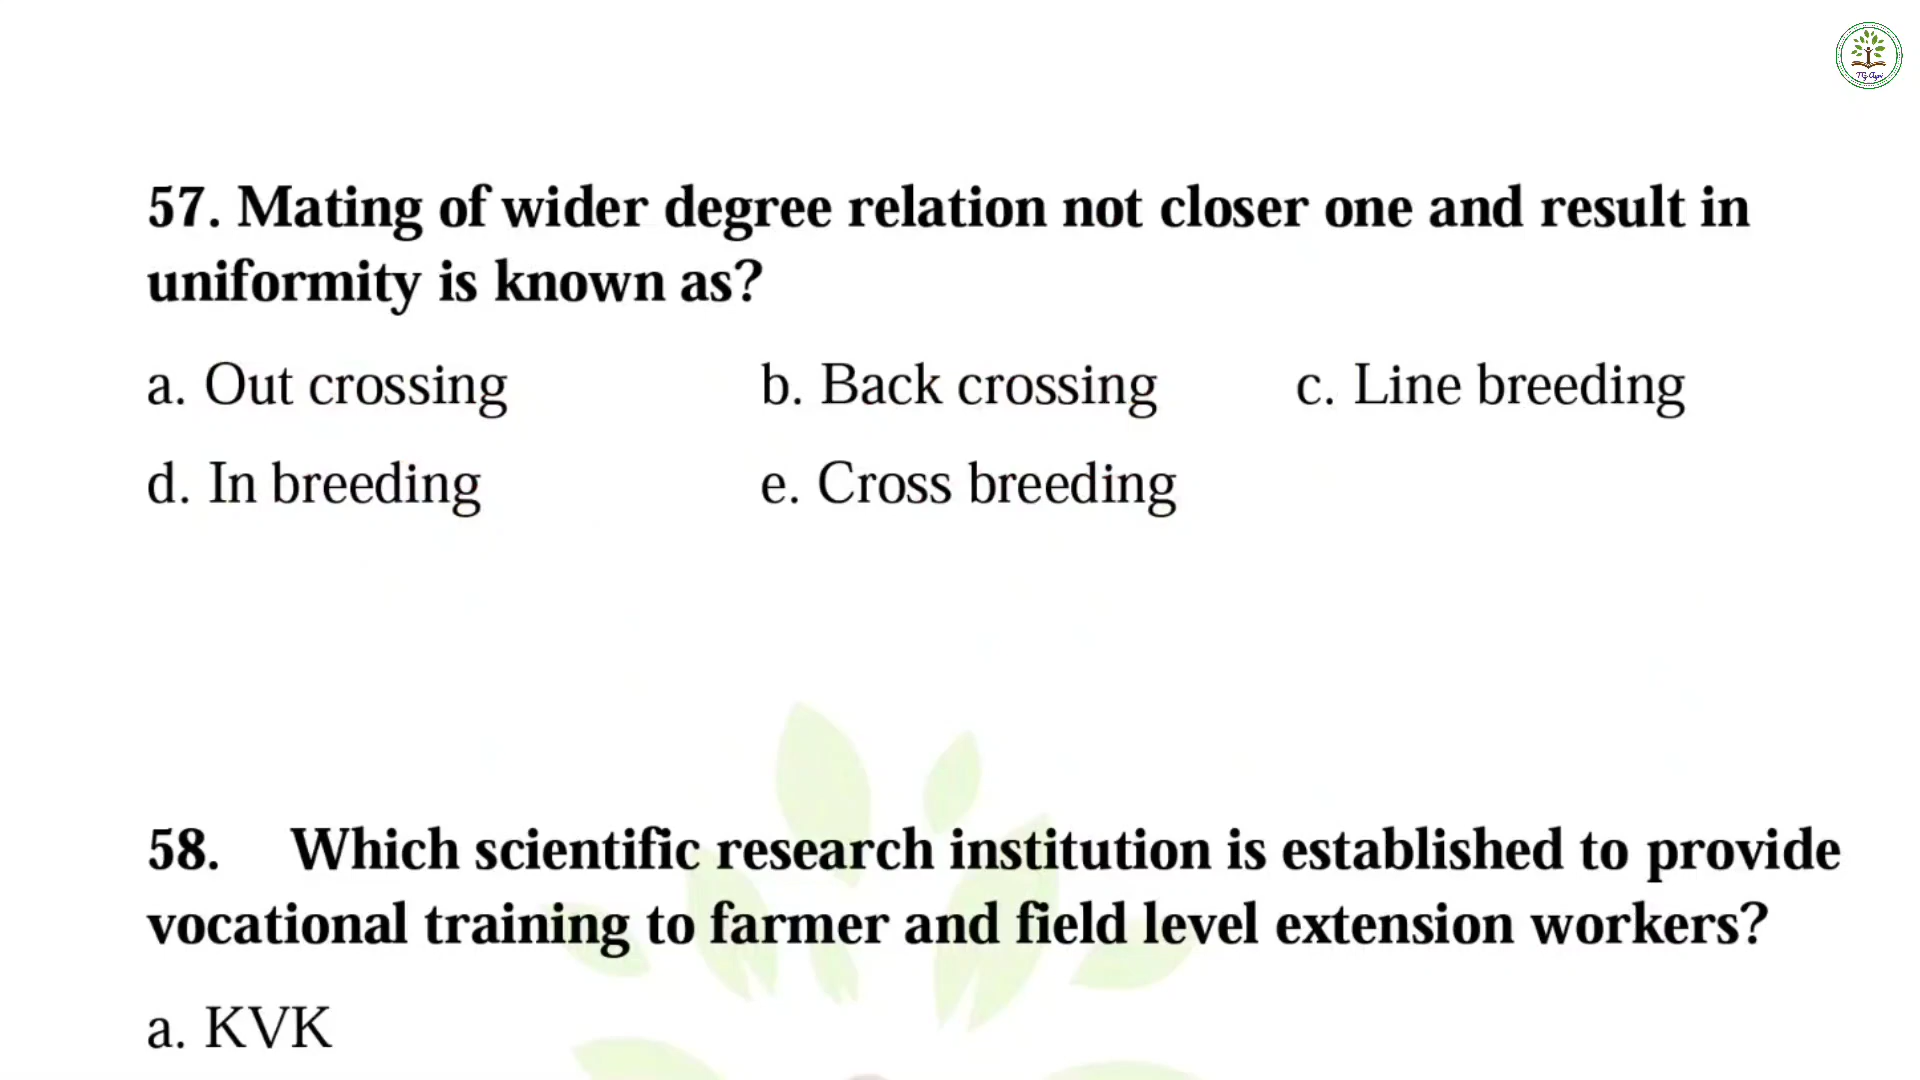 TG Agri
57. Mating of wider degree relation not closer one and result in
uniformity is known as?
a. Out crossing b. Back crossing c. Line breeding
d. In breeding e. Cross breeding
58. Which scientific research institution is established to provide
vocational training to farmer and field level extension workers?
a. KVK